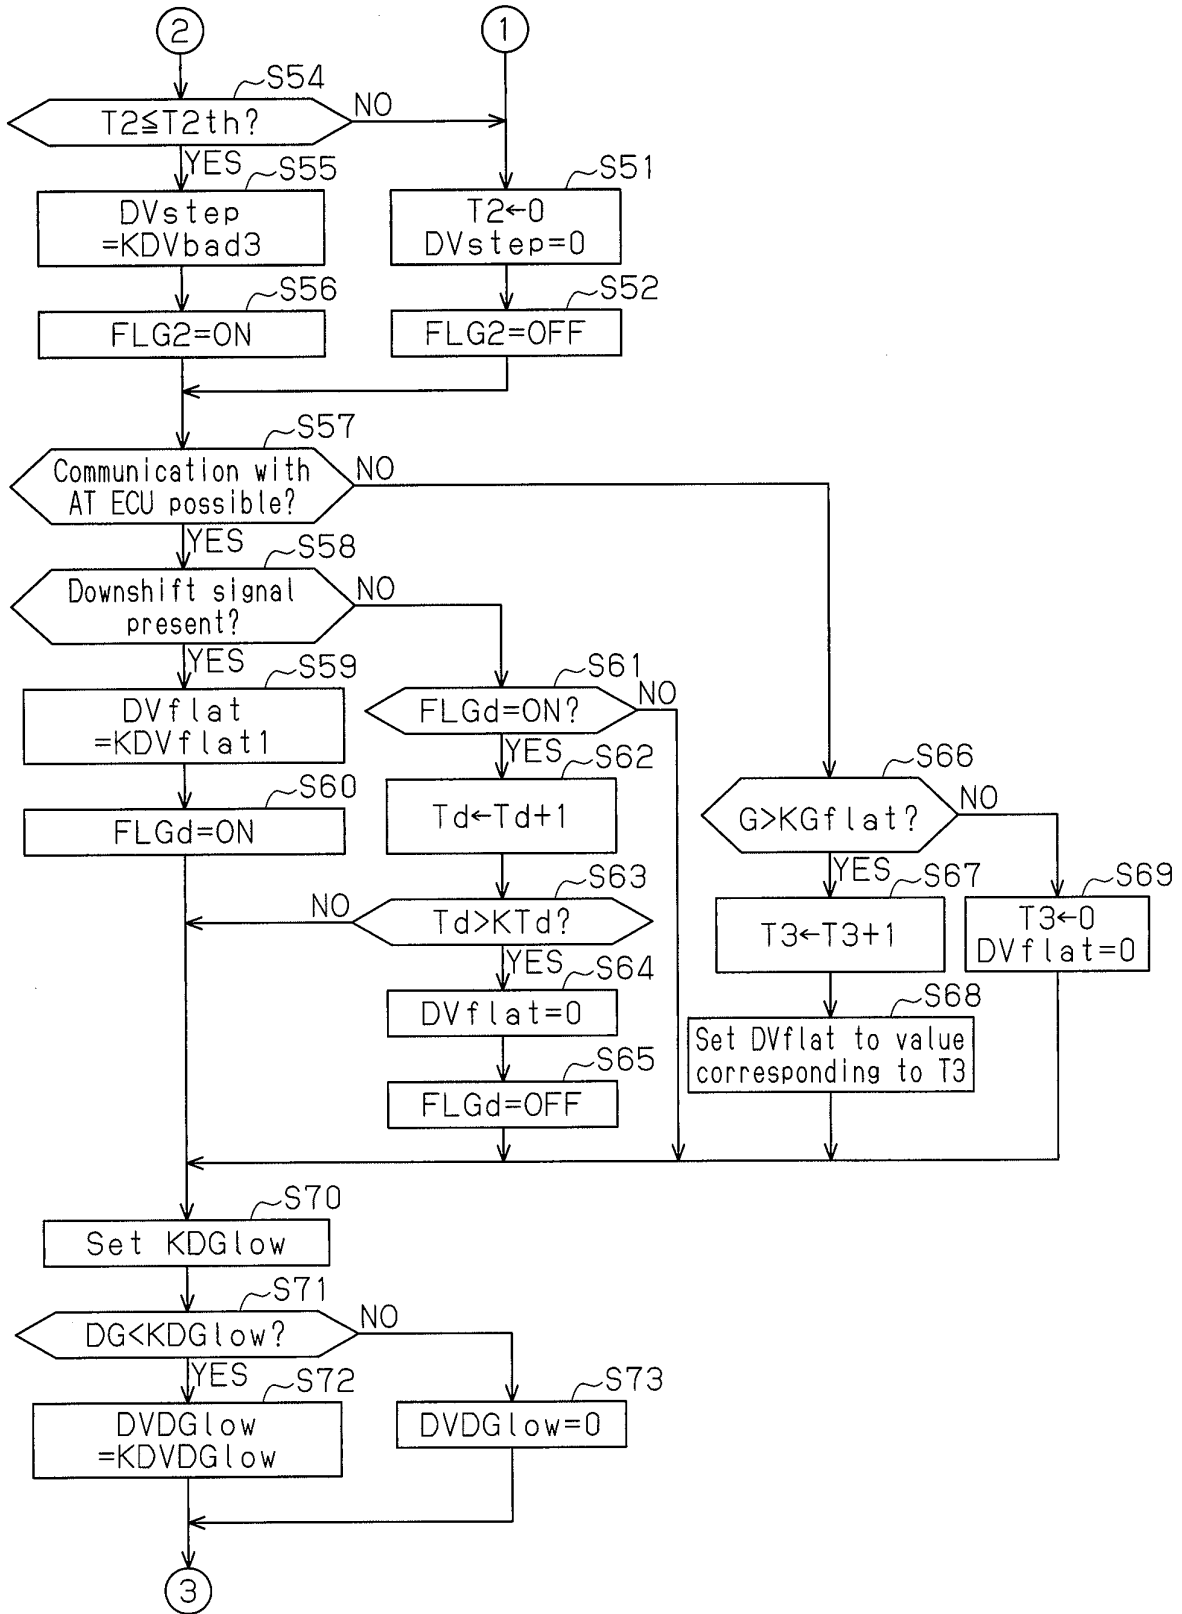 2
1
S54
T2≦T2th?
NO
YES
S55
DVstep
=KDVbad3
S51
T2←0
DVstep=0
S56
FLG2=ON
S52
FLG2=OFF
S57
Communication with
AT ECU possible?
NO
YES
S58
Downshift signal
present?
NO
YES
S59
DVflat
=KDVflat1
S60
FLGd=ON
S61
FLGd=ON?
NO
YES
S62
Td←Td+1
S63
Td>KTd?
NO
YES
S64
DVflat=0
S65
FLGd=OFF
S66
G>KGflat?
NO
YES
S67
T3←T3+1
S68
Set DVflat to value
corresponding to T3
S69
T3←0
DVflat=0
S70
Set KDGlow
S71
DG<KDGlow?
NO
YES
S72
DVDGlow
=KDVDGlow
S73
DVDGlow=0
3